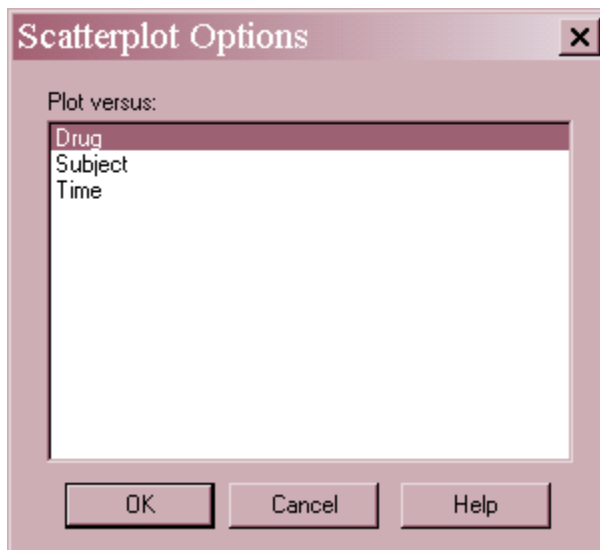 Scatterplot Options
Plot versus:
Drug
Subject
Time
OK Cancel Help